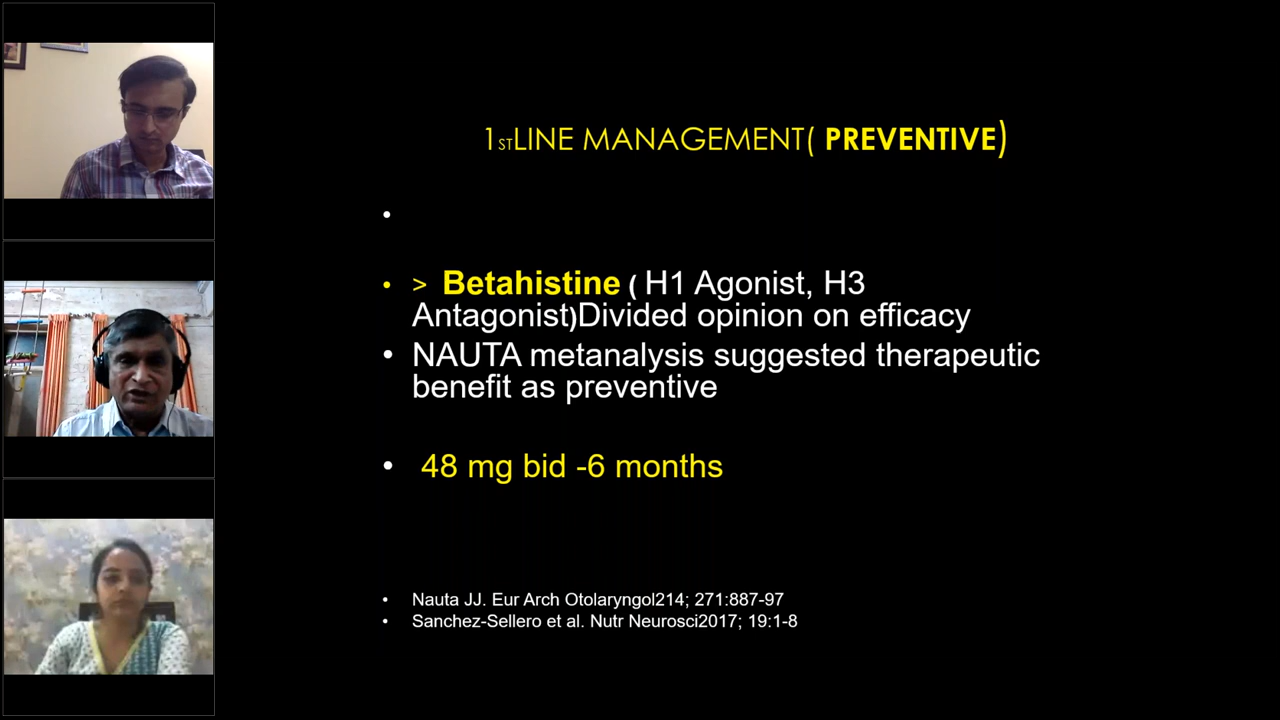 1STLINE MANAGEMENT( PREVENTIVE)
•
• > Betahistine ( H1 Agonist, H3
Antagonist)Divided opinion on efficacy
• NAUTA metanalysis suggested therapeutic
benefit as preventive
• 48 mg bid -6 months
• Nauta JJ. Eur Arch Otolaryngol214; 271:887-97
• Sanchez-Sellero et al. Nutr Neurosci2017; 19:1-8